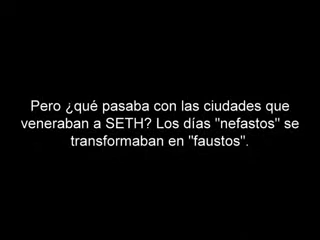 Pero ¿qué pasaba con las ciudades que
veneraban a SETH? Los días "nefastos" se
transformaban en "faustos".